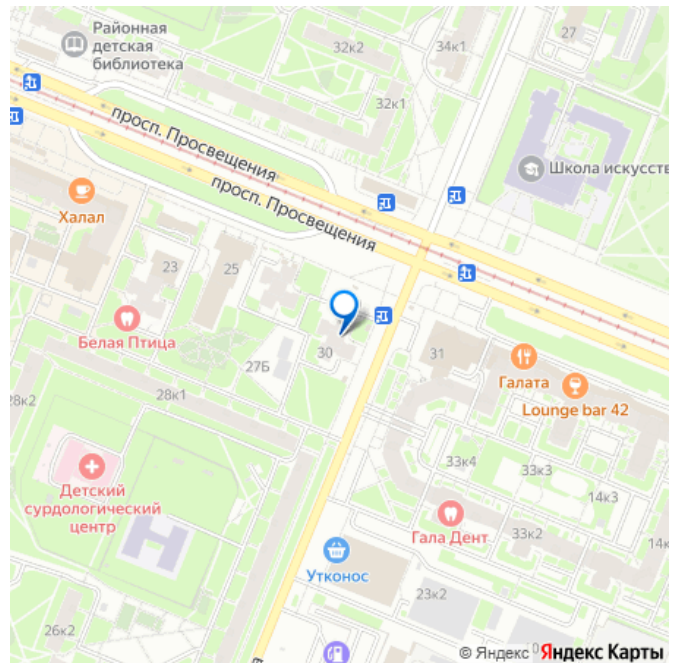 Районная
детская
библиотека
32к2
34к1
27
32к1
просп. Просвещения
Школа искусств
просп. Просвещения
Халал
23
25
Белая Птица
30
31
27Б
Галата
28к1
28к2
Lounge bar 42
33к4
33к3
14к3
Детский
сурдологический
центр
Гала Дент
33к2
14к
Утконос
23к2
26к2
© Яндекс
Яндекс Карты